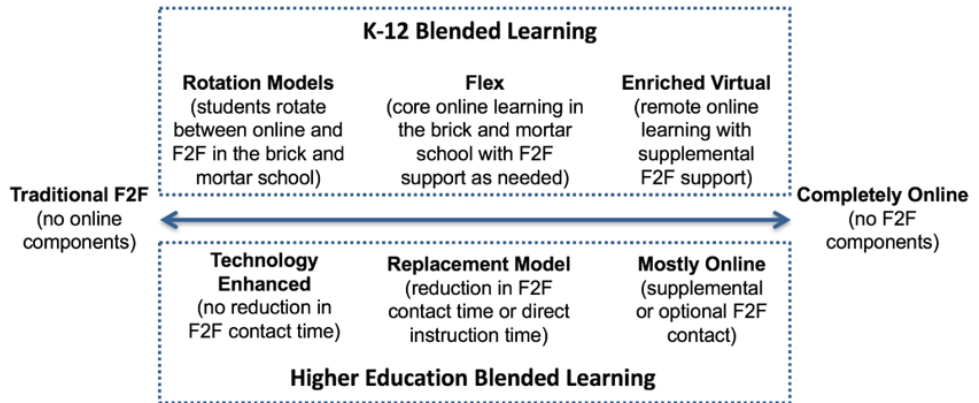 K-12 Blended Learning
Rotation Models
(students rotate
between online and
F2F in the brick and
mortar school)
Flex
(core online learning in
the brick and mortar
school with F2F
support as needed)
Enriched Virtual
(remote online
learning with
supplemental
F2F support)
Traditional F2F
(no online
components)
Completely Online
(no F2F
components)
Technology
Enhanced
(no reduction in
F2F contact time)
Replacement Model
(reduction in F2F
contact time or direct
instruction time)
Mostly Online
(supplemental
or optional F2F
contact)
Higher Education Blended Learning